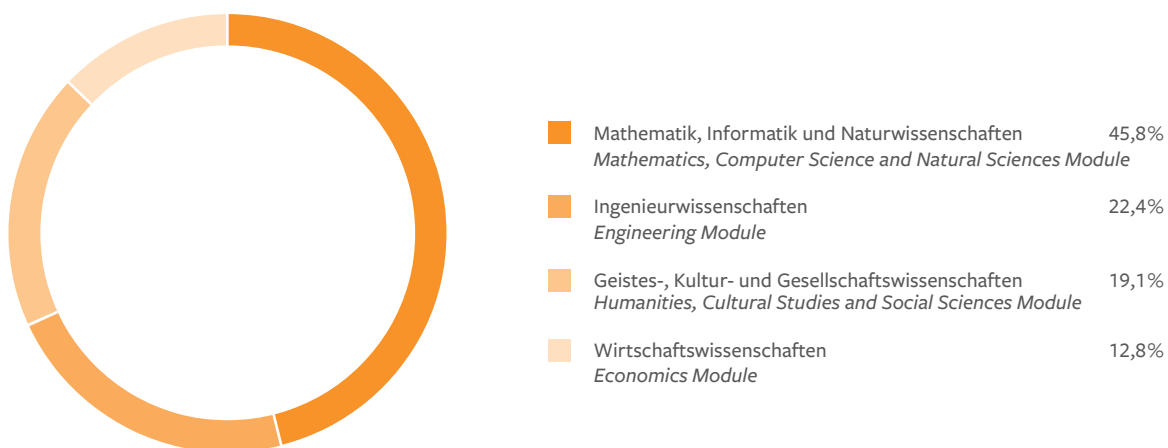 Mathematik, Informatik und Naturwissenschaften 45,8%
Mathematics, Computer Science and Natural Sciences Module
Ingenieurwissenschaften 22,4%
Engineering Module
Geistes-, Kultur- und Gesellschaftswissenschaften 19,1%
Humanities, Cultural Studies and Social Sciences Module
Wirtschaftswissenschaften 12,8%
Economics Module